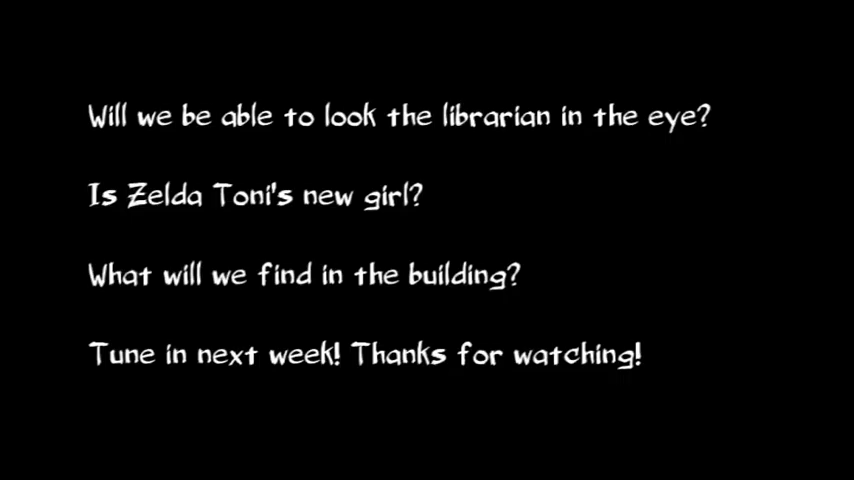 Will we be able to look the librarian in the eye?
Is Zelda Toni's new girl?
What will we find in the building?
Tune in next week! Thanks for watching!